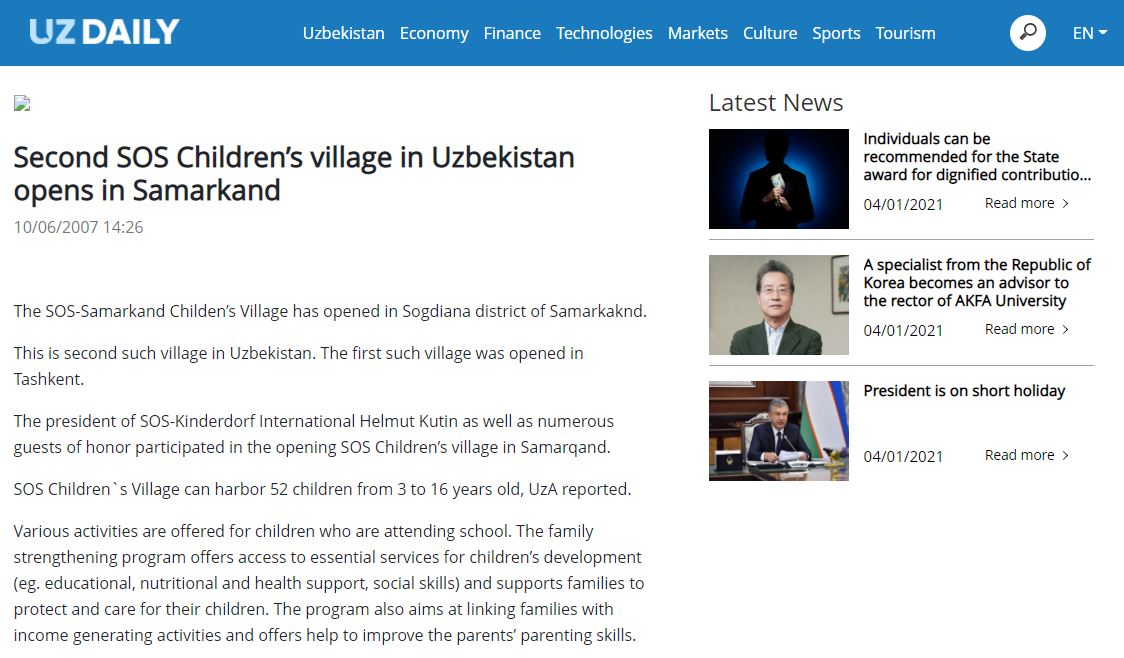 UZ DAILY
Uzbekistan Economy Finance Technologies Markets Culture Sports Tourism
EN
Second SOS Children’s village in Uzbekistan
opens in Samarkand
10/06/2007 14:26
The SOS-Samarkand Childen’s Village has opened in Sogdiana district of Samarkaknd.
This is second such village in Uzbekistan. The first such village was opened in
Tashkent.
The president of SOS-Kinderdorf International Helmut Kutin as well as numerous
guests of honor participated in the opening SOS Children’s village in Samarqand.
SOS Children`s Village can harbor 52 children from 3 to 16 years old, UzA reported.
Various activities are offered for children who are attending school. The family
strengthening program offers access to essential services for children’s development
(eg. educational, nutritional and health support, social skills) and supports families to
protect and care for their children. The program also aims at linking families with
income generating activities and offers help to improve the parents’ parenting skills.
Latest News
Individuals can be
recommended for the State
award for dignified contributio...
04/01/2021 Read more
A specialist from the Republic of
Korea becomes an advisor to
the rector of AKFA University
04/01/2021 Read more
President is on short holiday
04/01/2021 Read more